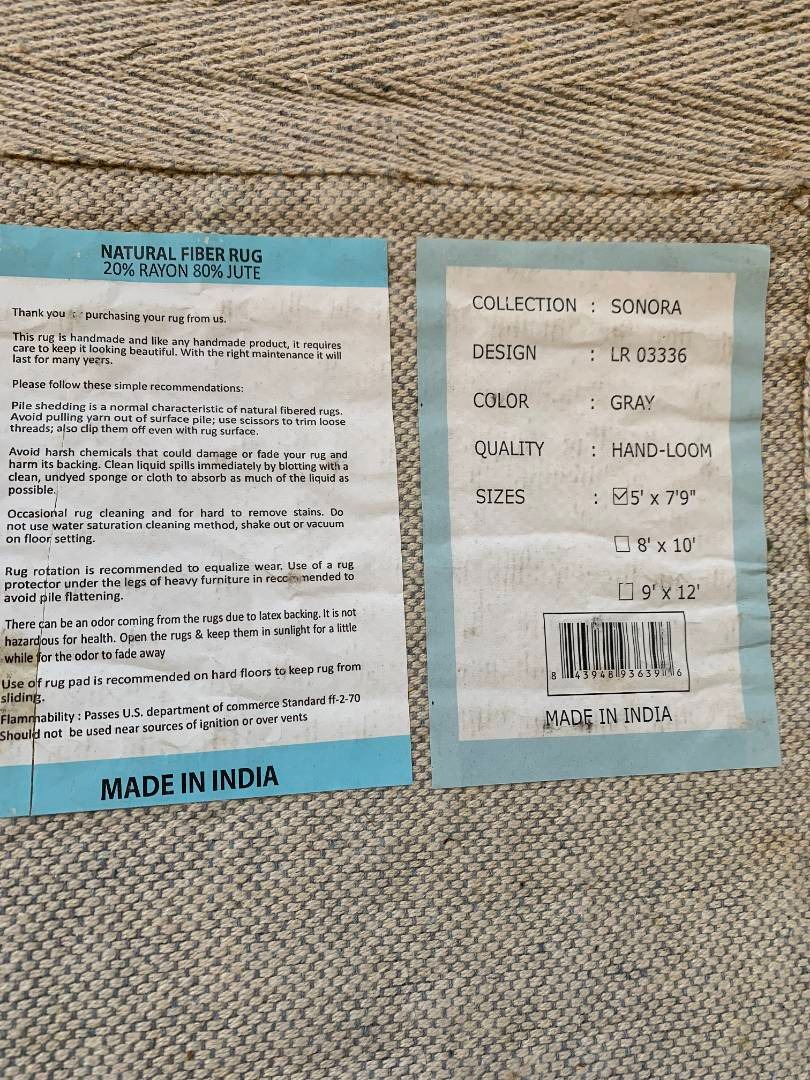 NATURAL FIBER RUG
20% RAYON 80% JUTE
Thank you purchasing your rug from us.
This rug is handmade and like any handmade product, it requires
care to keep it looking beautiful. With the right maintenance it will
last for many years.
Please follow these simple recommendations:
Pile shedding is a normal characteristic of natural fibered rugs.
Avoid pulling yarn out of surface pile; use scissors to trim loose
threads; also clip them off even with rug surface.
Avoid harsh chemicals that could damage or fade your rug and
harm its backing. Clean liquid spills immediately by blotting with a
clean, undyed sponge or cloth to absorb as much of the liquid as
possible.
Occasional rug cleaning and for hard to remove stains. Do
not use water saturation cleaning method, shake out or vacuum
on floor setting.
Rug rotation is recommended to equalize wear. Use of a rug
protector under the legs of heavy furniture in recommended to
avoid pile flattening.
There can be an odor coming from the rugs due to latex backing. It is not
hazardous for health. Open the rugs & keep them in sunlight for a little
while for the odor to fade away
Use of rug pad is recommended on hard floors to keep rug from
sliding.
Flammability : Passes U.S. department of commerce Standard ff-2-70
Should not be used near sources of ignition or over vents
MADE IN INDIA
COLLECTION : SONORA
DESIGN : LR 03336
COLOR : GRAY
QUALITY : HAND-LOOM
SIZES : ☑5' x 7'9"
☐ 8' x 10'
☐ 9' x 12'
8 43948 93639 6
MADE IN INDIA